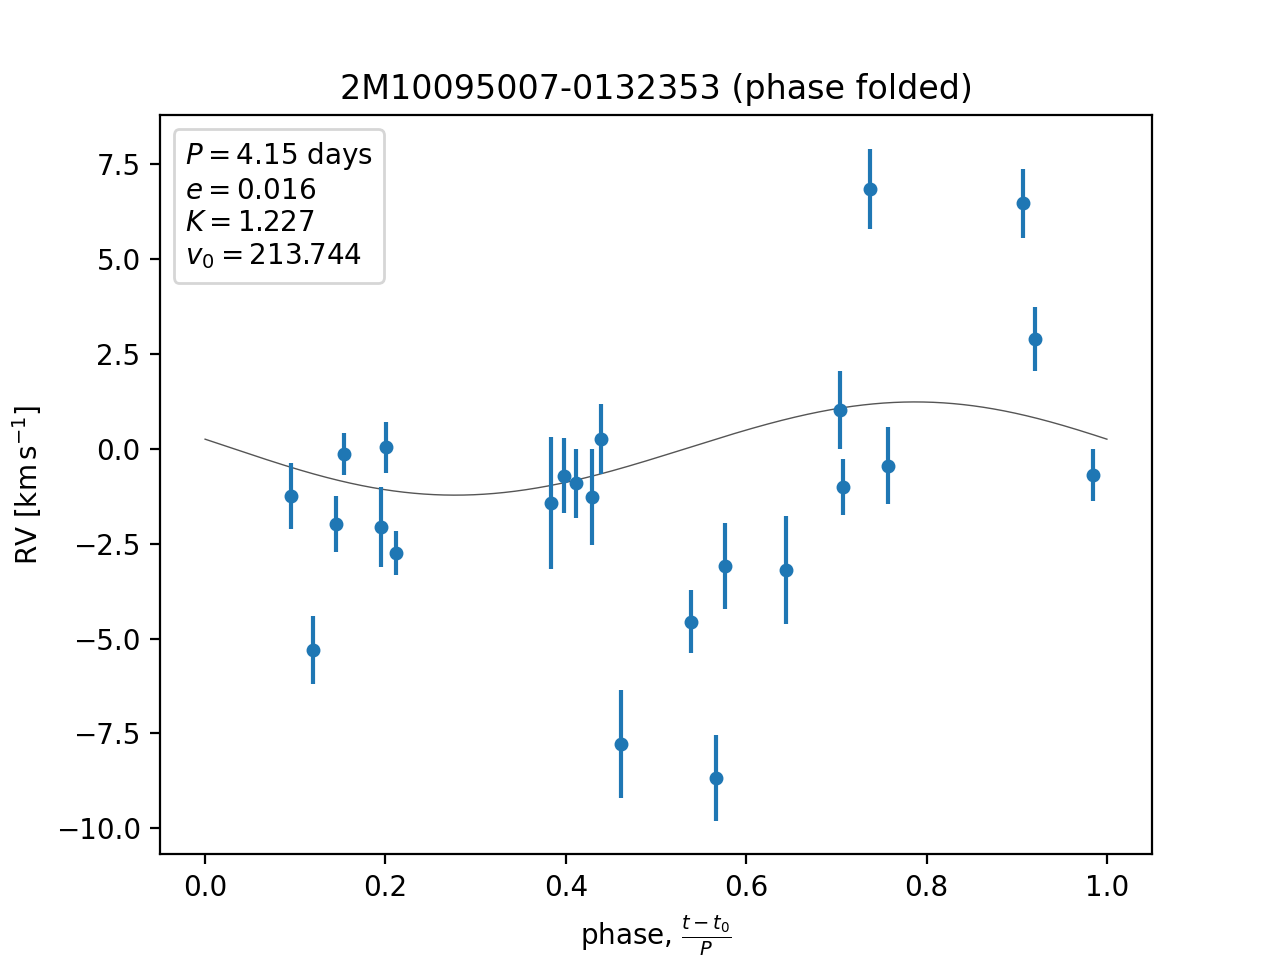 2M10095007-0132353 (phase folded)
P = 4.15 days
e = 0.016
K = 1.227
v₀ = 213.744
7.5
5.0
2.5
0.0
−2.5
−5.0
−7.5
−10.0
RV [km s⁻¹]
0.0 0.2 0.4 0.6 0.8 1.0
phase, (t − t₀)/P